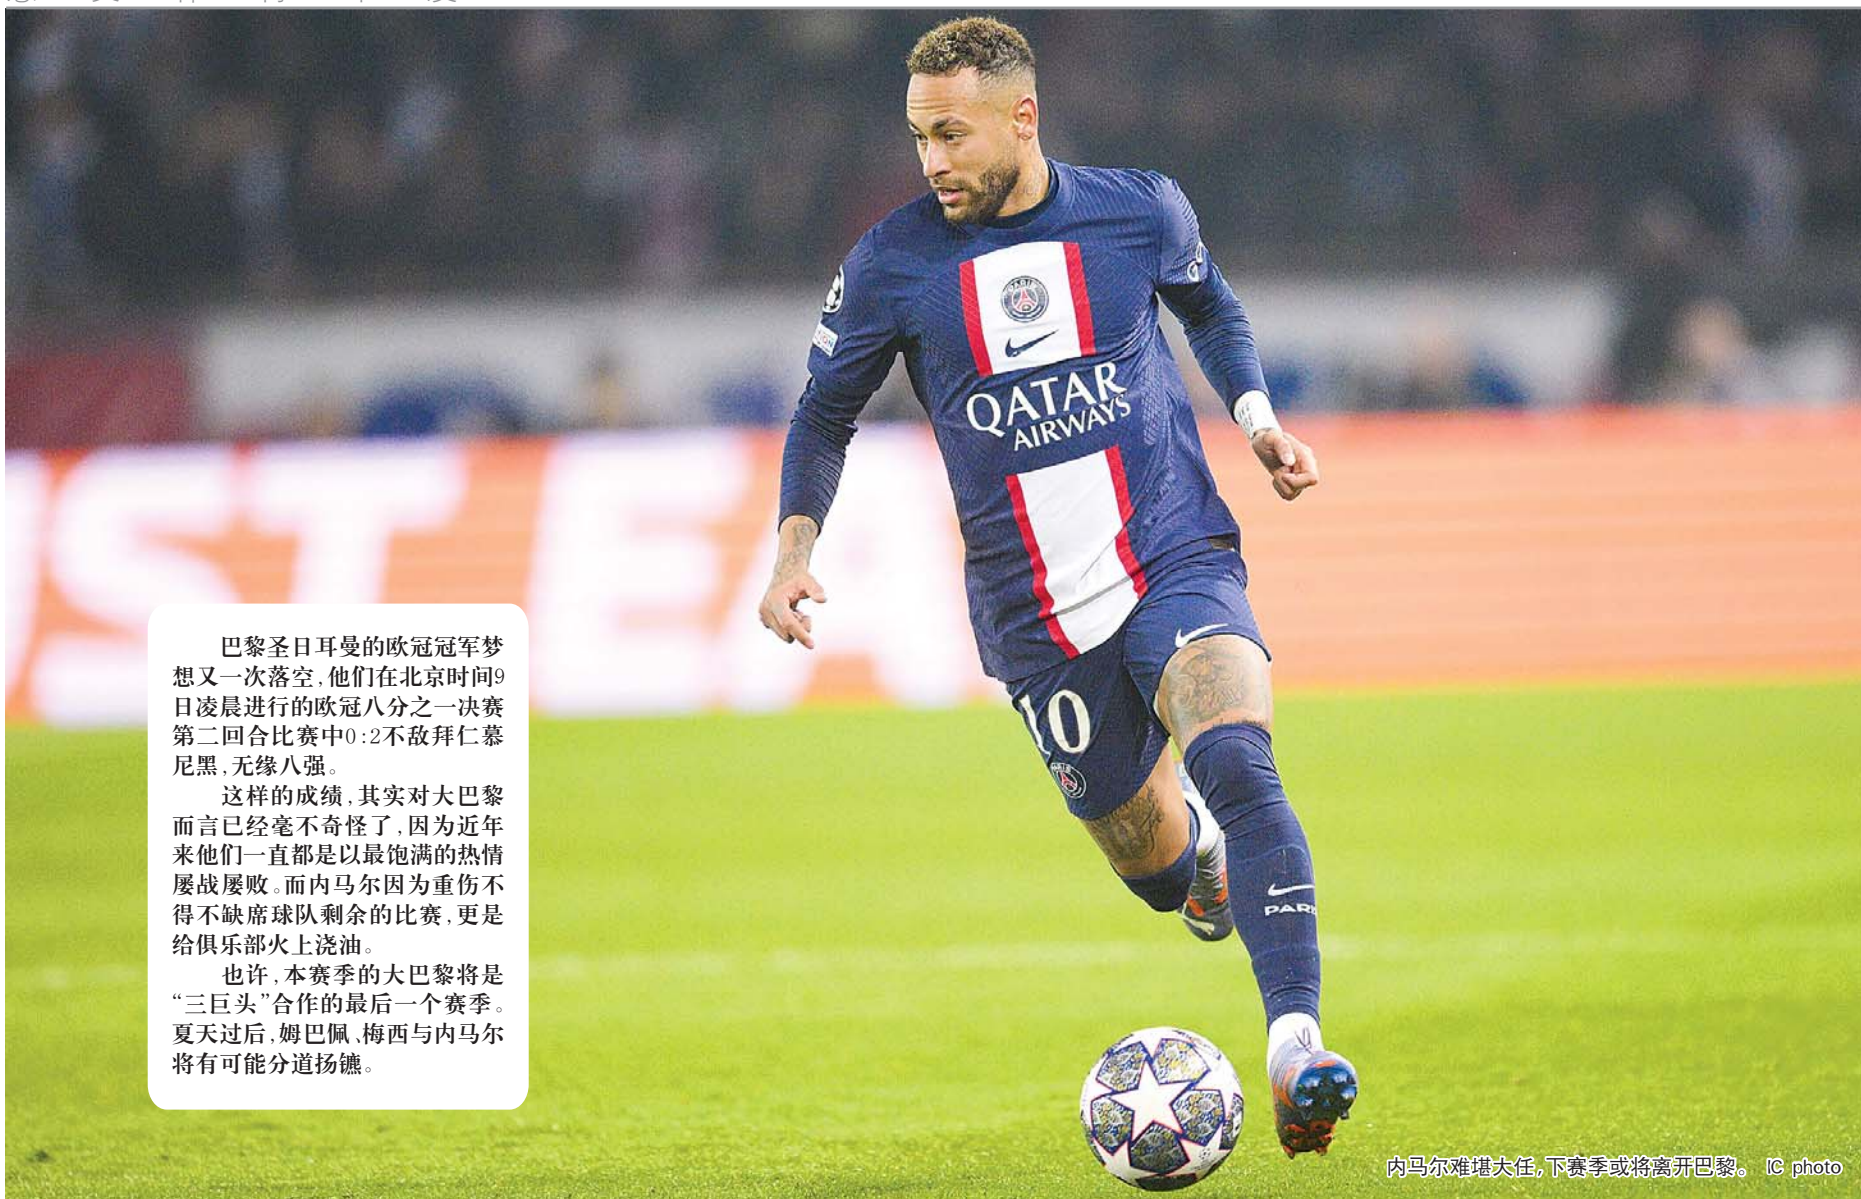 QATAR
AIRWAYS
10
PARIS
巴黎圣日耳曼的欧冠冠军梦
想又一次落空，他们在北京时间9
日凌晨进行的欧冠八分之一决赛
第二回合比赛中0:2不敌拜仁慕
尼黑，无缘八强。
这样的成绩，其实对大巴黎
而言已经毫不奇怪了，因为近年
来他们一直都是以最饱满的热情
屡战屡败。而内马尔因为重伤不
得不缺席球队剩余的比赛，更是
给俱乐部火上浇油。
也许，本赛季的大巴黎将是
“三巨头”合作的最后一个赛季。
夏天过后，姆巴佩、梅西与内马尔
将有可能分道扬镳。
内马尔难堪大任，下赛季或将离开巴黎。 IC photo